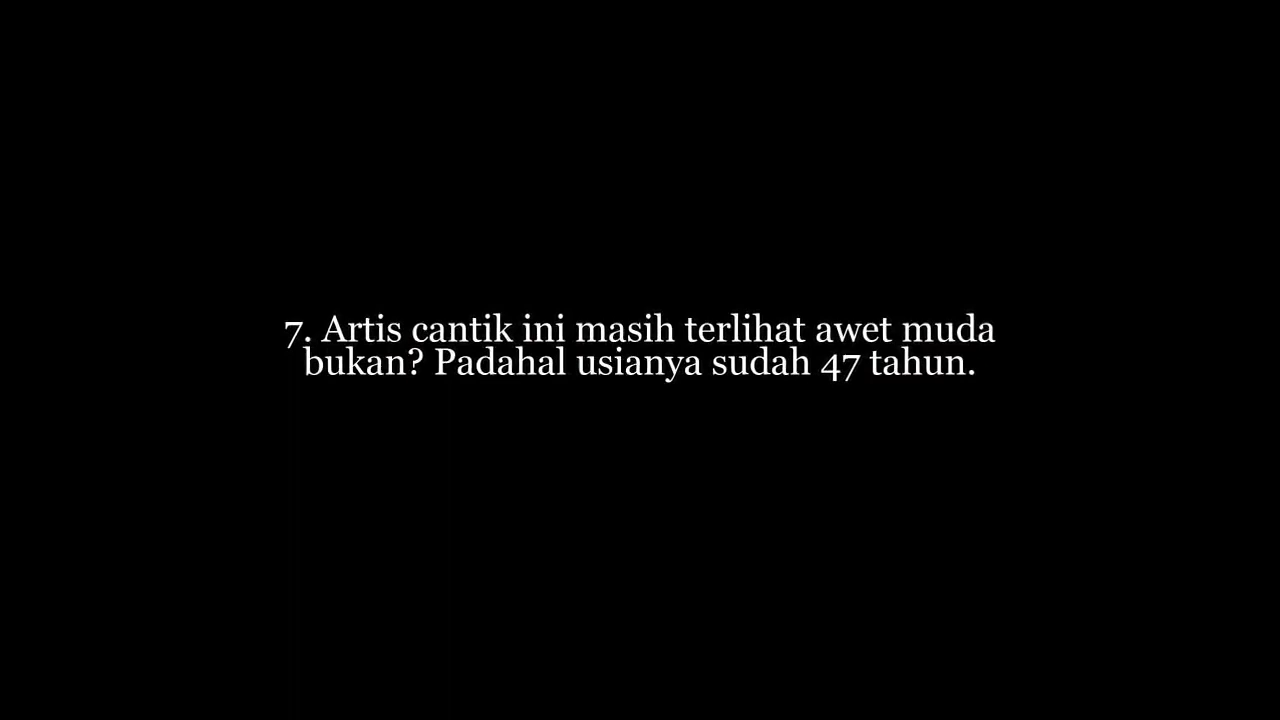 7. Artis cantik ini masih terlihat awet muda
bukan? Padahal usianya sudah 47 tahun.